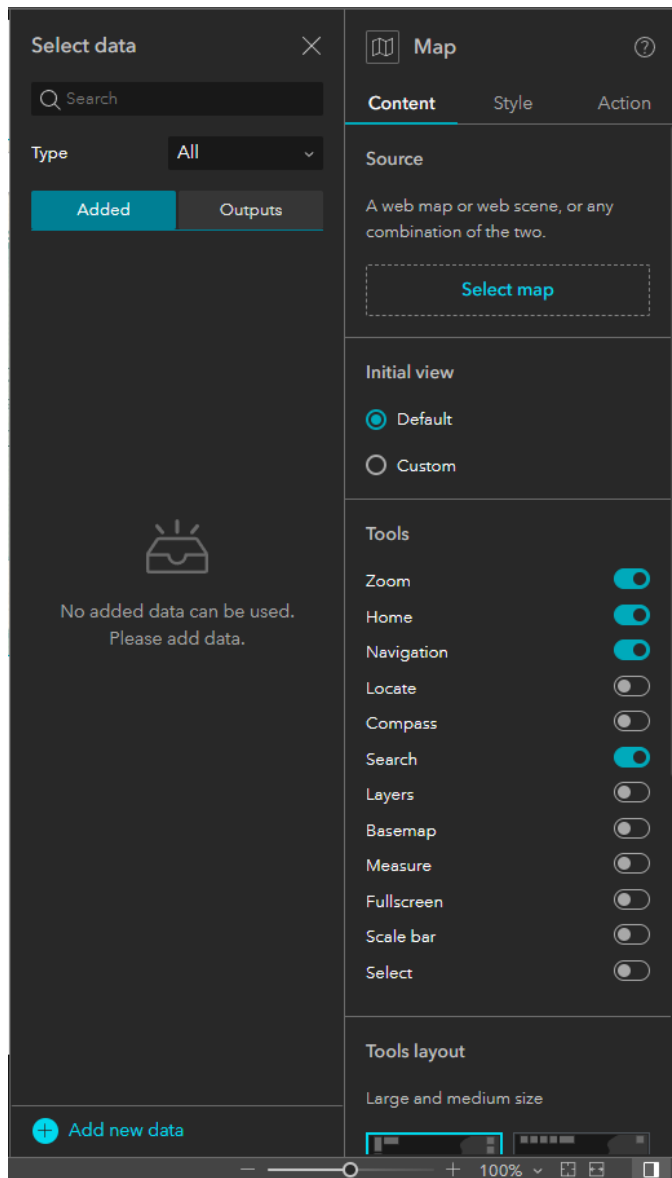 Select data
Search
Type
All
Added
Outputs
No added data can be used.
Please add data.
Add new data
Map
Content
Style
Action
Source
A web map or web scene, or any
combination of the two.
Select map
Initial view
Default
Custom
Tools
Zoom
Home
Navigation
Locate
Compass
Search
Layers
Basemap
Measure
Fullscreen
Scale bar
Select
Tools layout
Large and medium size
100%